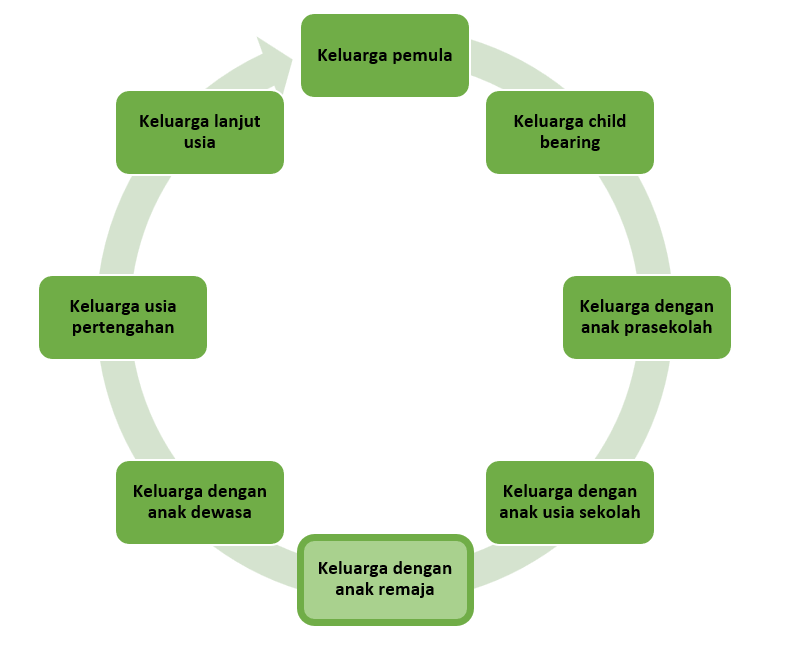 Keluarga pemula
Keluarga child
bearing
Keluarga dengan
anak prasekolah
Keluarga dengan
anak usia sekolah
Keluarga dengan
anak remaja
Keluarga dengan
anak dewasa
Keluarga usia
pertengahan
Keluarga lanjut
usia